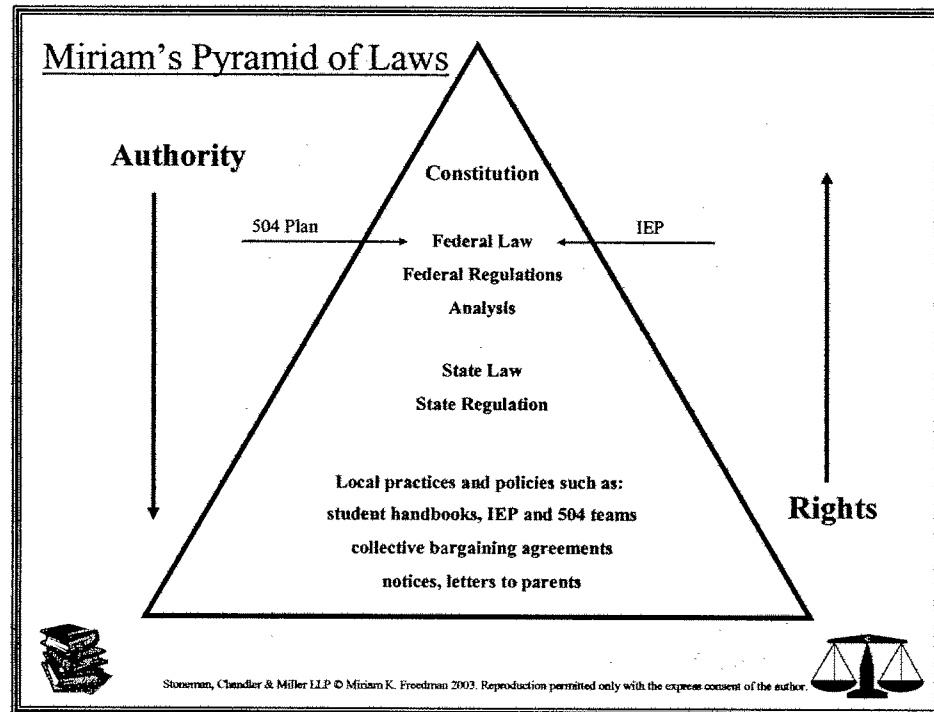 Miriam's Pyramid of Laws
Authority
Constitution
504 Plan
IEP
Federal Law
Federal Regulations
Analysis
State Law
State Regulation
Local practices and policies such as:
student handbooks, IEP and 504 teams
collective bargaining agreements
notices, letters to parents
Rights
Stoneman, Chandler & Miller LLP © Miriam K. Freedman 2003. Reproduction permitted only with the express consent of the author.